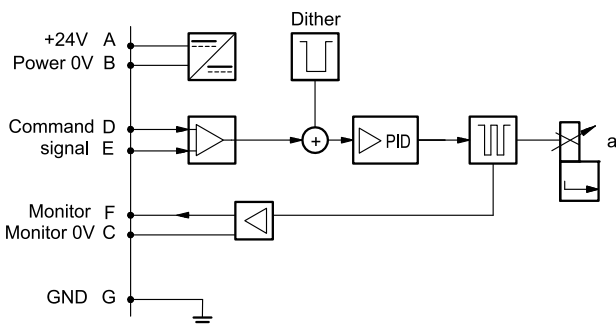 Dither
+24V A
Power 0V B
Command D
signal E
+
PID
a
Monitor F
Monitor 0V C
GND G